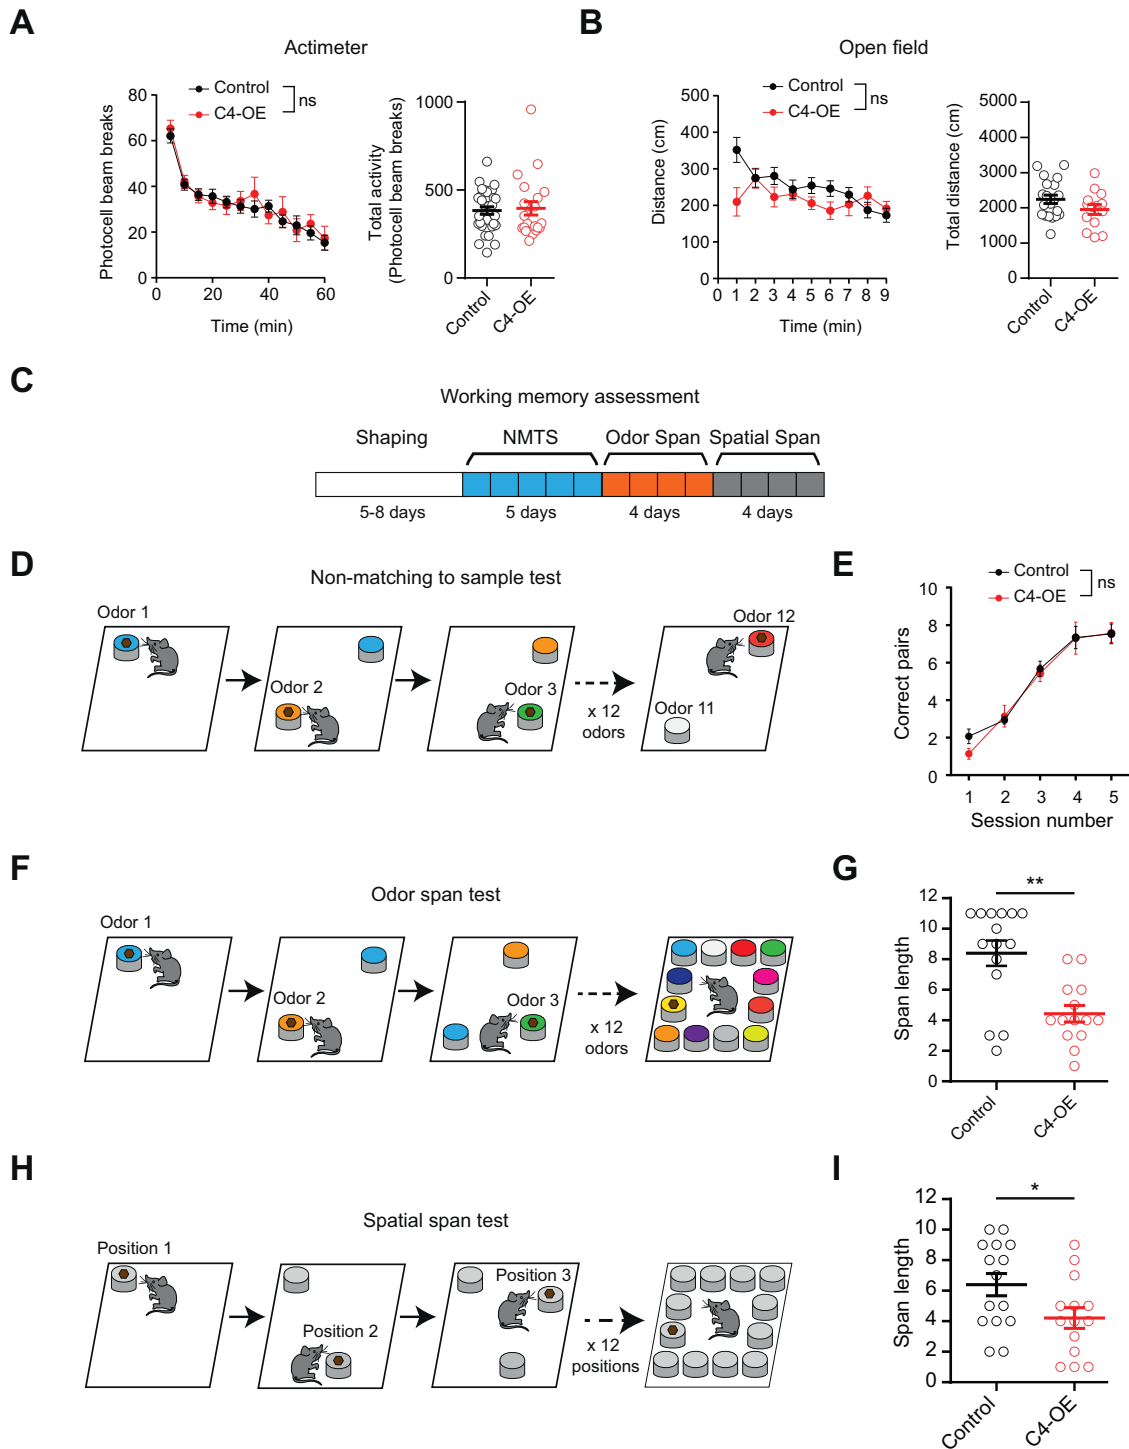 A
Actimeter
Control
C4-OE
ns
Photocell beam breaks
80
60
40
20
0
0
20
40
60
Time (min)
Total activity
(Photocell beam breaks)
1000
500
0
Control
C4-OE
B
Open field
Control
C4-OE
ns
Distance (cm)
500
400
300
200
100
0
0
1
2
3
4
5
6
7
8
9
Time (min)
Total distance (cm)
5000
4000
3000
2000
1000
0
Control
C4-OE
C
Working memory assessment
Shaping
NMTS
Odor Span
Spatial Span
5-8 days
5 days
4 days
4 days
D
Non-matching to sample test
Odor 1
Odor 2
Odor 3
x 12
odors
Odor 12
Odor 11
E
Control
C4-OE
ns
Correct pairs
10
8
6
4
2
0
1
2
3
4
5
Session number
F
Odor span test
Odor 1
Odor 2
Odor 3
x 12
odors
G
**
Span length
12
10
8
6
4
2
0
Control
C4-OE
H
Spatial span test
Position 1
Position 2
Position 3
x 12
positions
I
*
Span length
12
10
8
6
4
2
0
Control
C4-OE